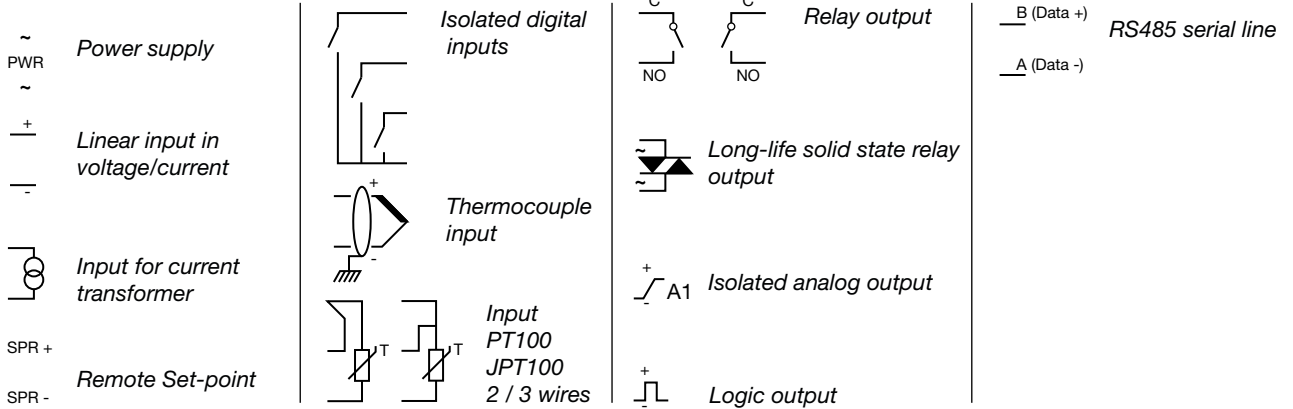 ~
PWR
~
Power supply
+
-
Linear input in
voltage/current
Input for current
transformer
SPR +
SPR -
Remote Set-point
Isolated digital
inputs
+
-
Thermocouple
input
T
T
Input
PT100
JPT100
2 / 3 wires
C
C
NO
NO
Relay output
~
~
Long-life solid state relay
output
+
-
A1
Isolated analog output
+
-
Logic output
B (Data +)
A (Data -)
RS485 serial line